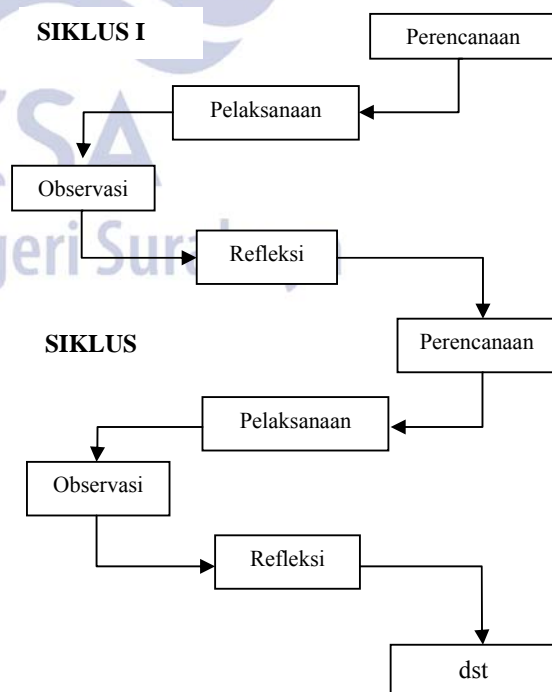 SIKLUS I
Perencanaan
Pelaksanaan
Observasi
Refleksi
SIKLUS
Perencanaan
Pelaksanaan
Observasi
Refleksi
dst